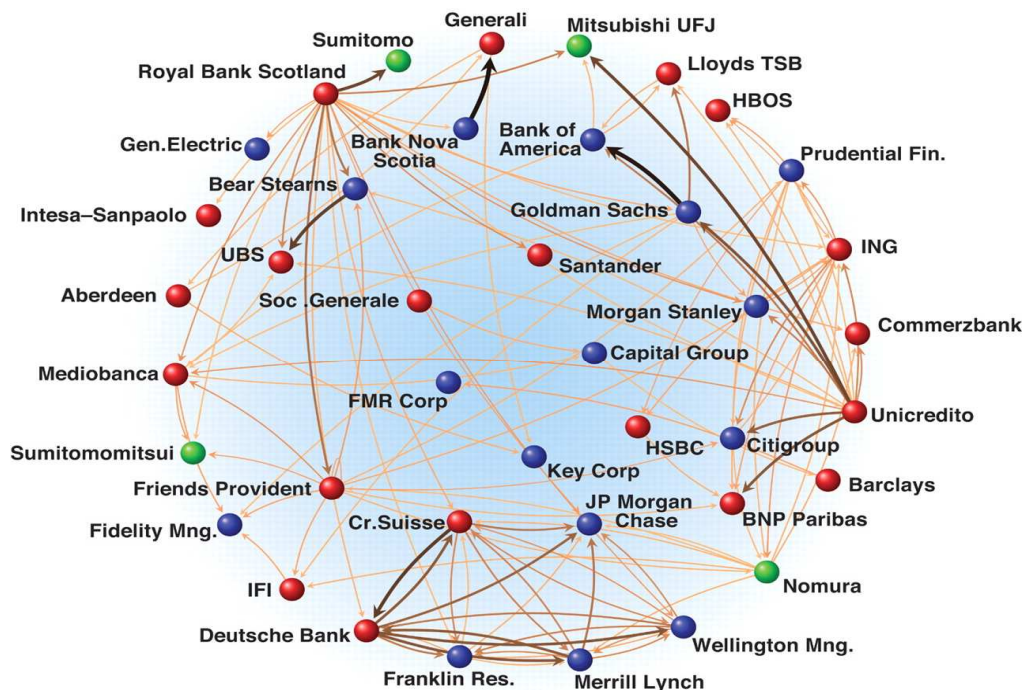 Generali
Mitsubishi UFJ
Sumitomo
Lloyds TSB
Royal Bank Scotland
HBOS
Gen.Electric
Bank Nova
Scotia
Bank of
America
Prudential Fin.
Bear Stearns
Intesa–Sanpaolo
Goldman Sachs
UBS
Santander
ING
Aberdeen
Soc .Generale
Morgan Stanley
Commerzbank
Capital Group
Mediobanca
FMR Corp
Unicredito
HSBC
Citigroup
Sumitomomitsui
Key Corp
Friends Provident
Barclays
Cr.Suisse
JP Morgan
Chase
BNP Paribas
Fidelity Mng.
IFI
Nomura
Deutsche Bank
Wellington Mng.
Franklin Res.
Merrill Lynch